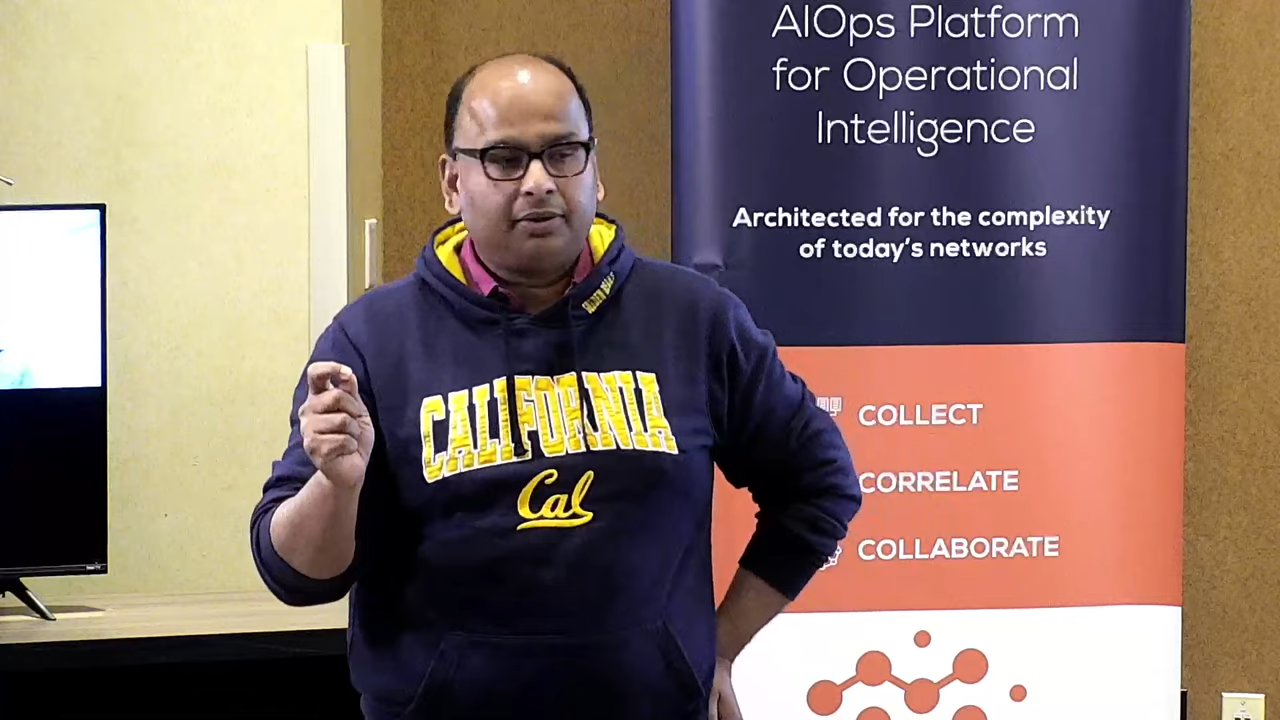 AIOps Platform
for Operational
Intelligence
Architected for the complexity
of today's networks
COLLECT
CORRELATE
COLLABORATE
CALIFORNIA
Cal